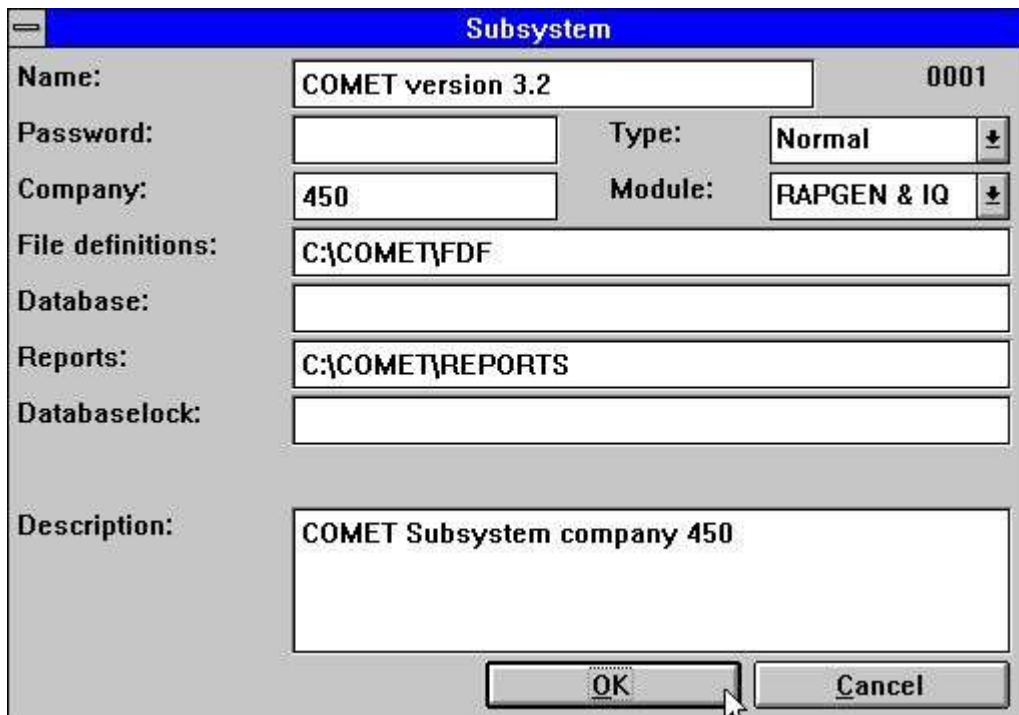 Subsystem
Name: COMET version 3.2 0001
Password: Type: Normal
Company: 450 Module: RAPGEN & IQ
File definitions: C:\COMET\FDF
Database:
Reports: C:\COMET\REPORTS
Databaselock:
Description: COMET Subsystem company 450
OK Cancel